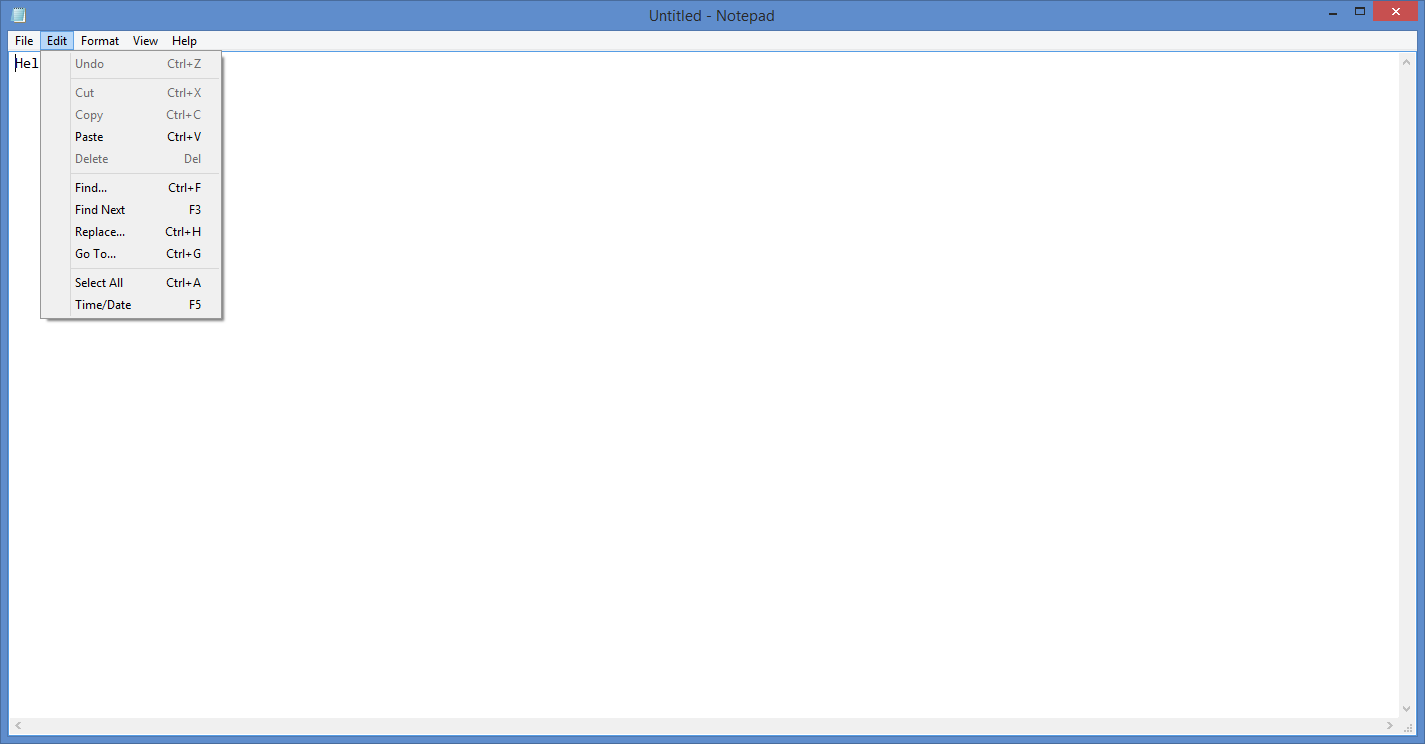 Untitled - Notepad
File Edit Format View Help
Hel
Undo Ctrl+Z
Cut Ctrl+X
Copy Ctrl+C
Paste Ctrl+V
Delete Del
Find... Ctrl+F
Find Next F3
Replace... Ctrl+H
Go To... Ctrl+G
Select All Ctrl+A
Time/Date F5